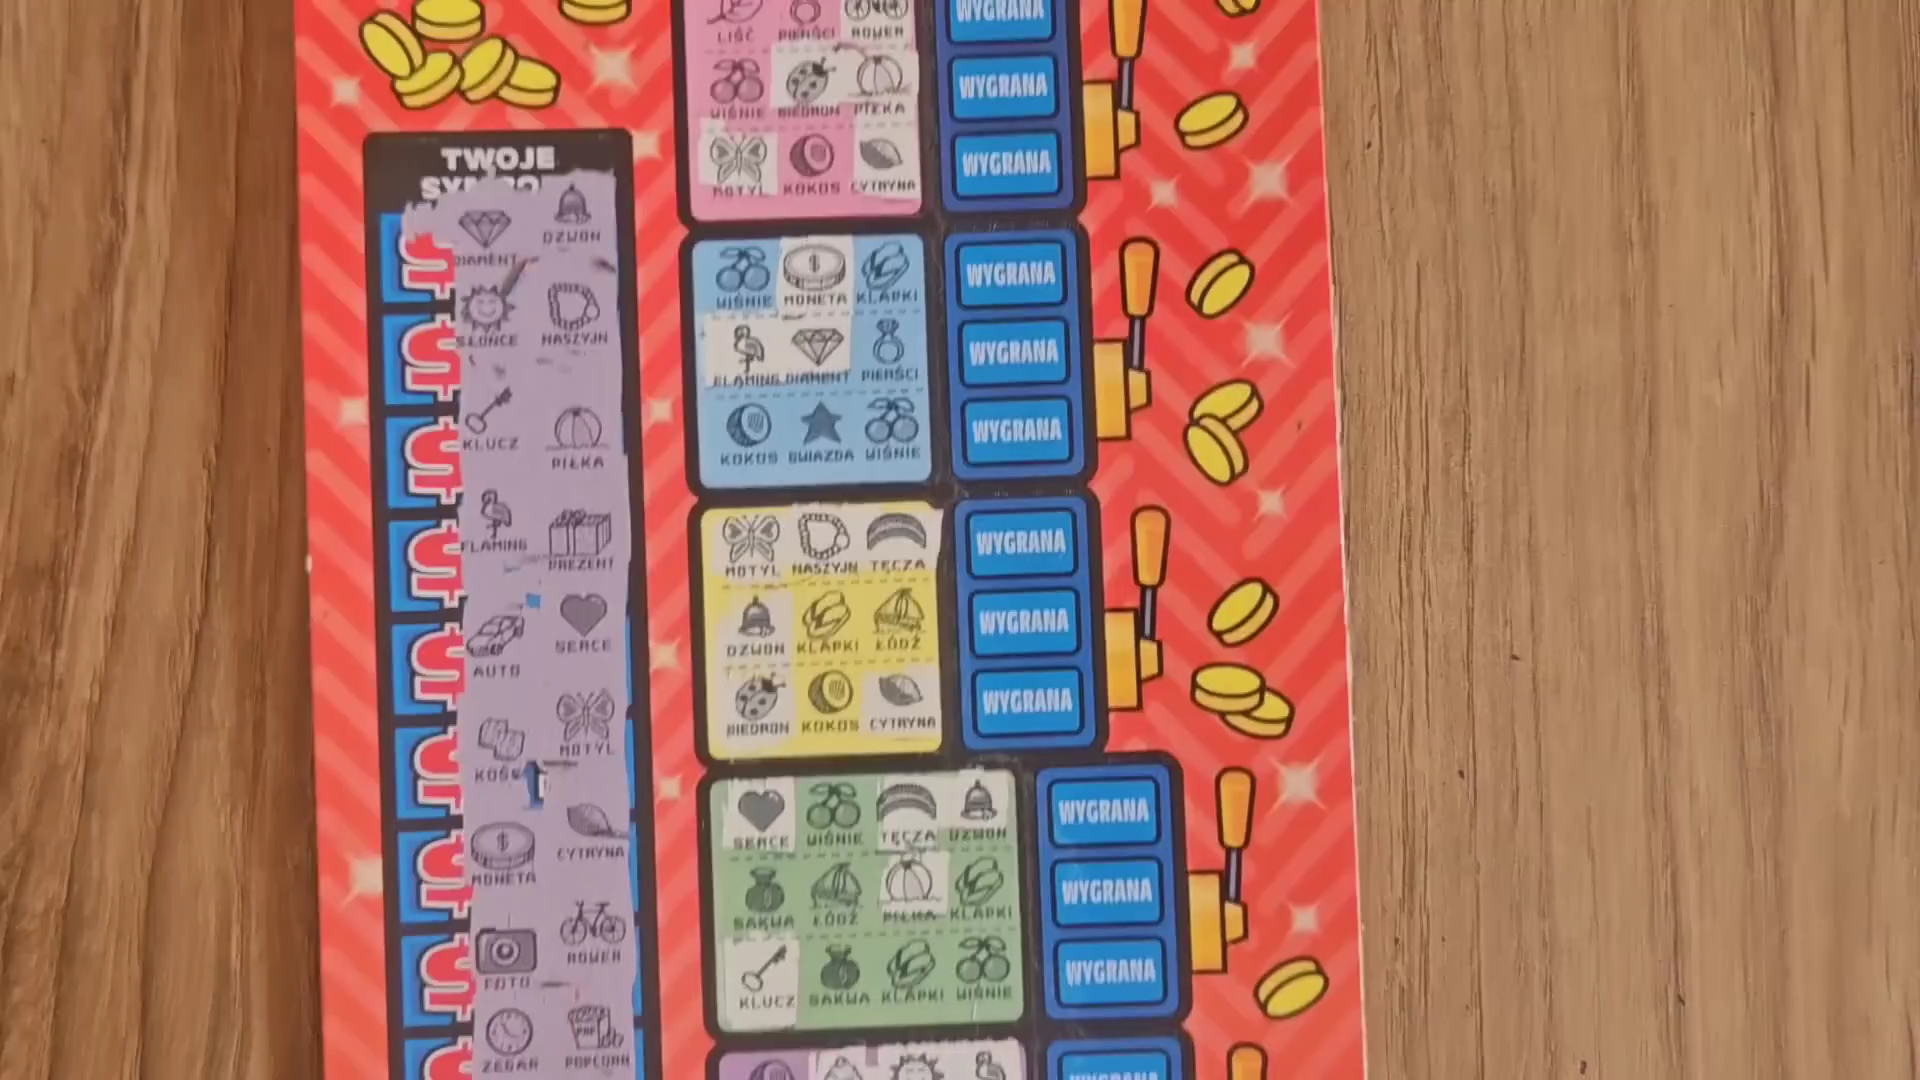 TWOJE
DZWON
DIAMENT
SŁOŃCE
NASZYJN
KLUCZ
PIŁKA
FLAMING
PREZENT
AUTO
SERCE
MOTYL
MONETA
CYTRYNA
FOTO
ROWER
ZEGAR
POPCORN
LIŚĆ PIERŚCI ROWER
WIŚNIE BIEDRON PIŁKA
MOTYL KOKOS CYTRYNA
WYGRANA
WYGRANA
WYGRANA
WIŚNIE MONETA KLAPKI
FLAMING DIAMENT PIERŚCI
KOKOS GWIAZDA WIŚNIE
WYGRANA
WYGRANA
WYGRANA
MOTYL NASZYJN TĘCZA
DZWON KLAPKI ŁÓDŹ
BIEDRON KOKOS CYTRYNA
WYGRANA
WYGRANA
WYGRANA
SERCE WIŚNIE TĘCZA DZWON
SAKWA ŁÓDŹ PIŁKA KLAPKI
KLUCZ SAKWA KLAPKI WIŚNIE
WYGRANA
WYGRANA
WYGRANA